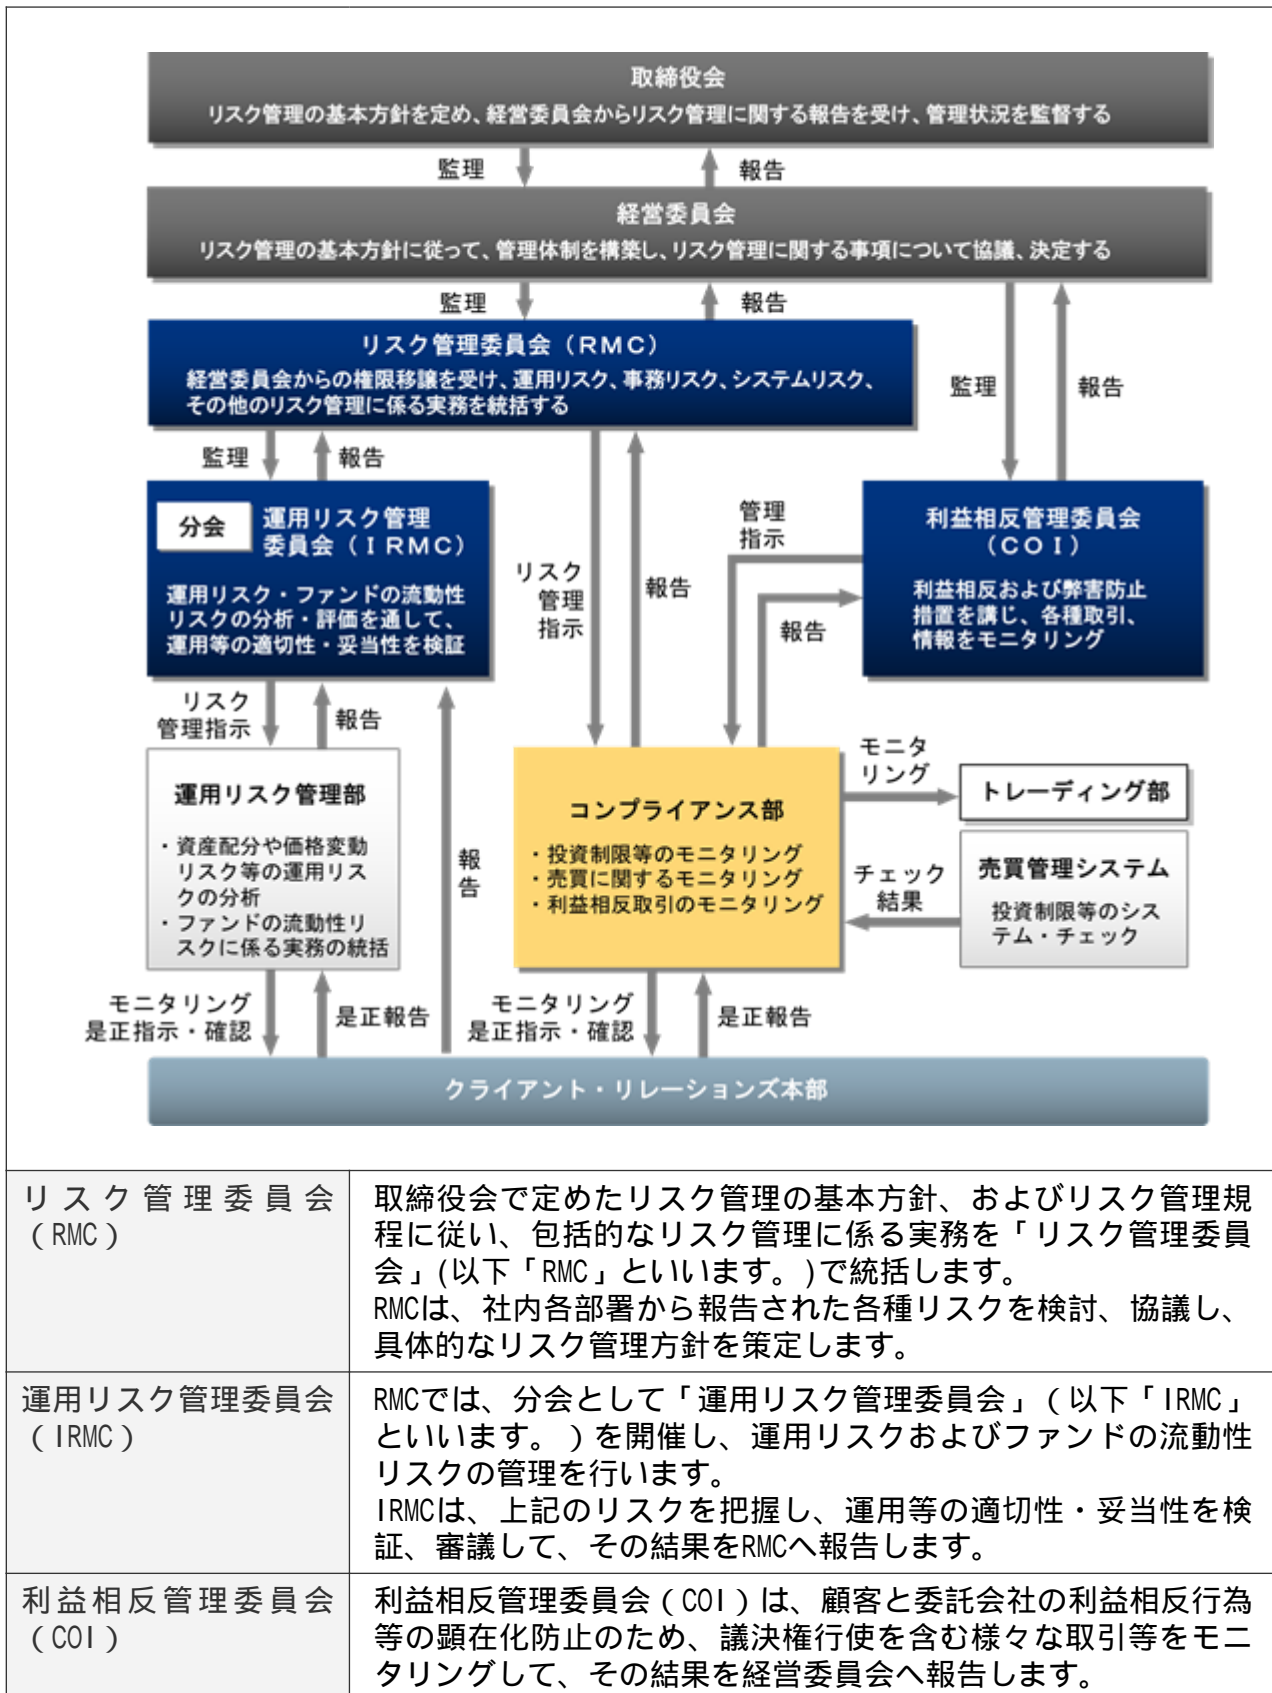 取締役会
リスク管理の基本方針を定め、経営委員会からリスク管理に関する報告を受け、管理状況を監督する
監理
報告
経営委員会
リスク管理の基本方針に従って、管理体制を構築し、リスク管理に関する事項について協議、決定する
監理
報告
リスク管理委員会（ＲＭＣ）
経営委員会からの権限移譲を受け、運用リスク、事務リスク、システムリスク、
その他のリスク管理に係る実務を統括する
監理
報告
監理
報告
分会
運用リスク管理
委員会（ＩＲＭＣ）
運用リスク・ファンドの流動性
リスクの分析・評価を通して、
運用等の適切性・妥当性を検証
リスク
管理
指示
報告
管理
指示
報告
利益相反管理委員会
（ＣＯＩ）
利益相反および弊害防止
措置を講じ、各種取引、
情報をモニタリング
リスク
管理指示
報告
運用リスク管理部
・資産配分や価格変動
リスク等の運用リス
クの分析
・ファンドの流動性リ
スクに係る実務の統括
報
告
コンプライアンス部
・投資制限等のモニタリング
・売買に関するモニタリング
・利益相反取引のモニタリング
モニタ
リング
トレーディング部
チェック
結果
売買管理システム
投資制限等のシス
テム・チェック
モニタリング
是正指示・確認
是正報告
モニタリング
是正指示・確認
是正報告
クライアント・リレーションズ本部
リスク管理委員会
（RMC）
取締役会で定めたリスク管理の基本方針、およびリスク管理規
程に従い、包括的なリスク管理に係る実務を「リスク管理委員
会」(以下「RMC」といいます。)で統括します。
RMCは、社内各部署から報告された各種リスクを検討、協議し、
具体的なリスク管理方針を策定します。
運用リスク管理委員会
（IRMC）
RMCでは、分会として「運用リスク管理委員会」（以下「IRMC」
といいます。）を開催し、運用リスクおよびファンドの流動性
リスクの管理を行います。
IRMCは、上記のリスクを把握し、運用等の適切性・妥当性を検
証、審議して、その結果をRMCへ報告します。
利益相反管理委員会
（COI）
利益相反管理委員会（COI）は、顧客と委託会社の利益相反行為
等の顕在化防止のため、議決権行使を含む様々な取引等をモニ
タリングして、その結果を経営委員会へ報告します。